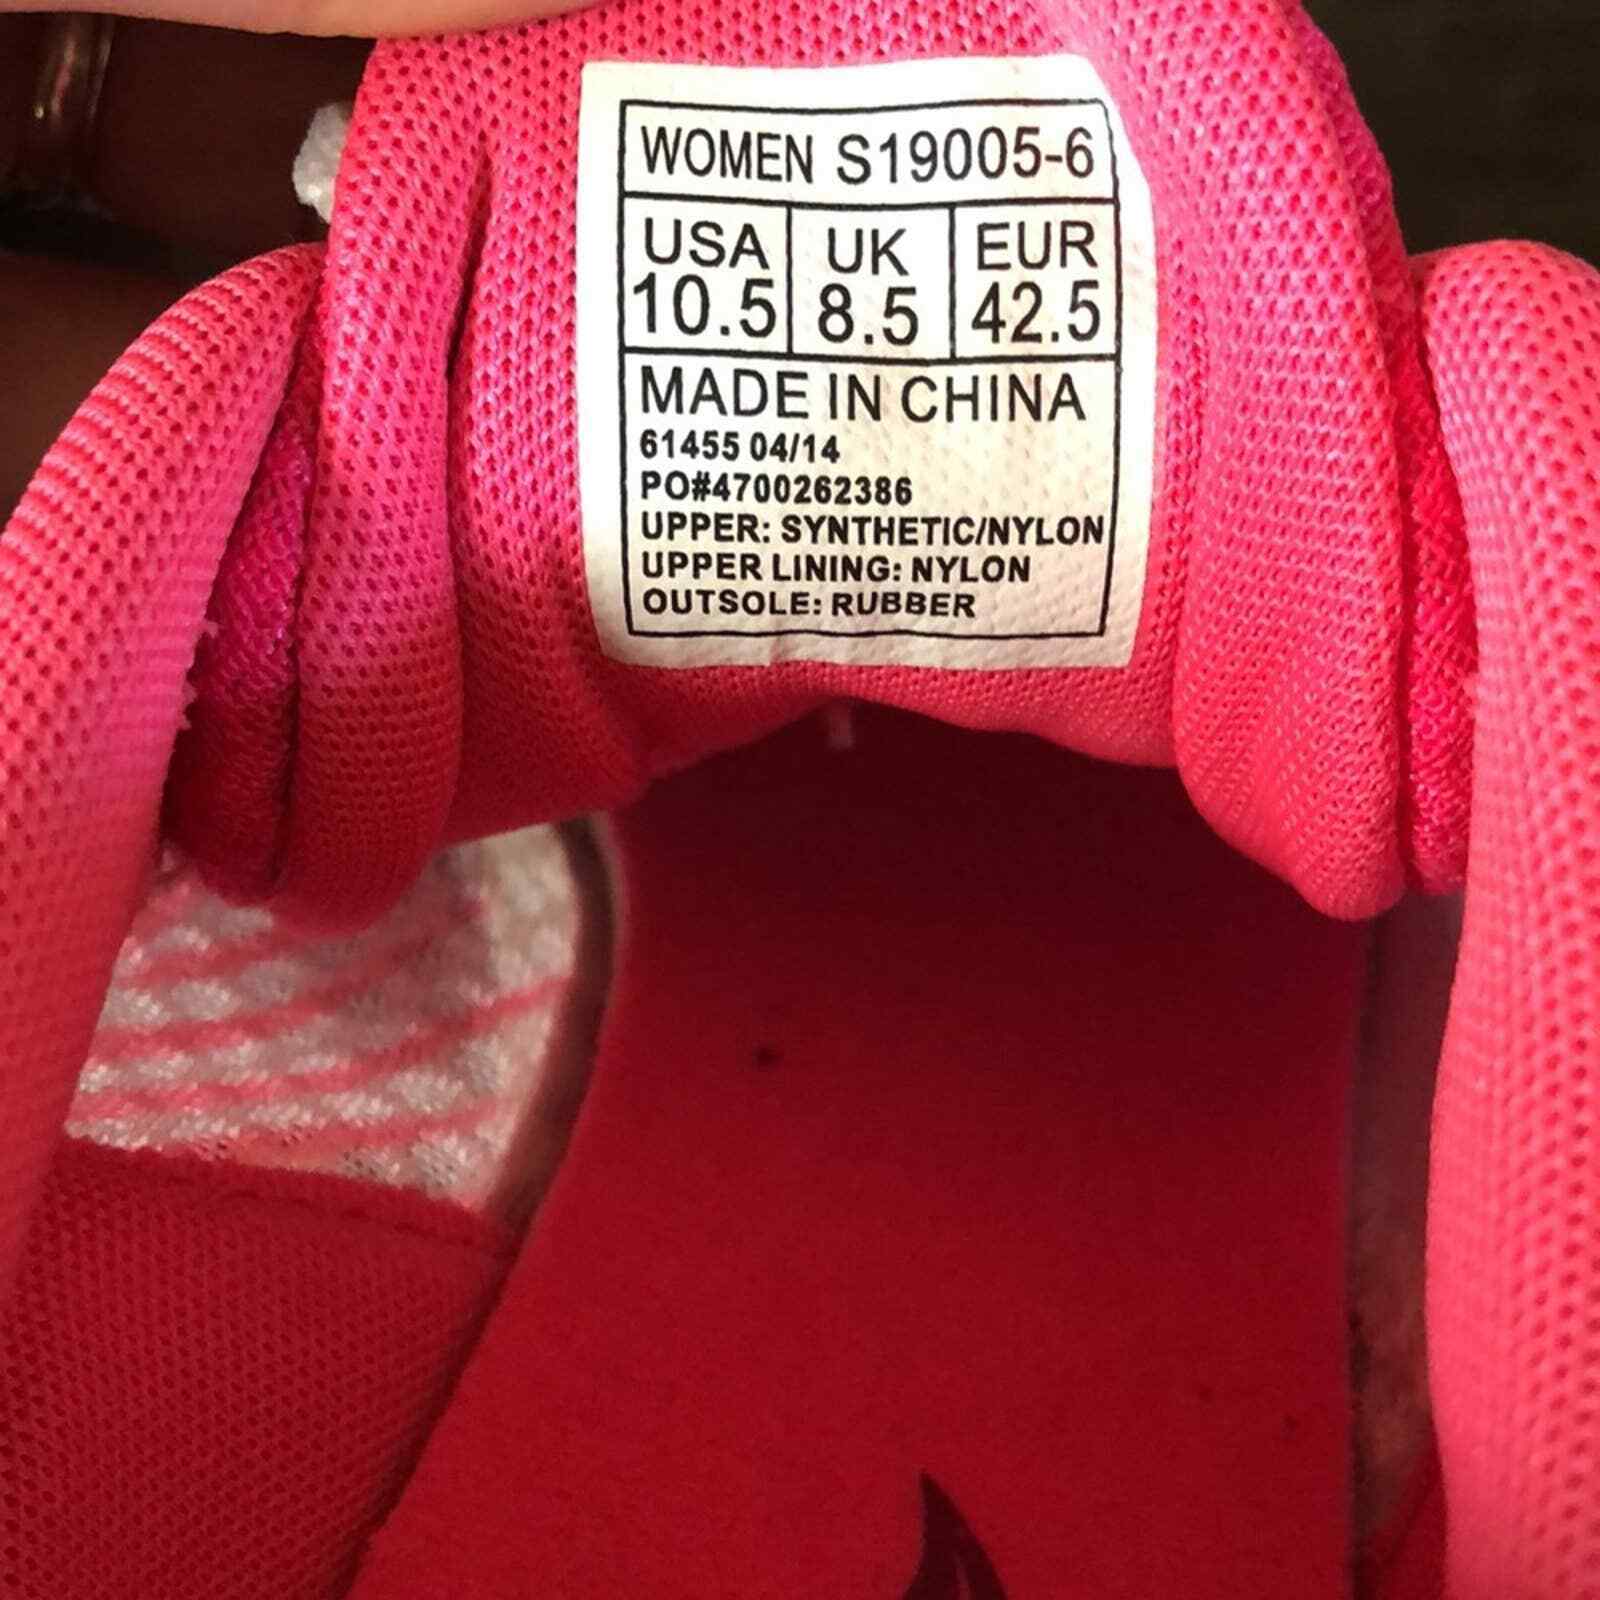 WOMEN S19005-6
USA UK EUR
10.5 8.5 42.5
MADE IN CHINA
61455 04/14
PO#4700262386
UPPER: SYNTHETIC/NYLON
UPPER LINING: NYLON
OUTSOLE: RUBBER